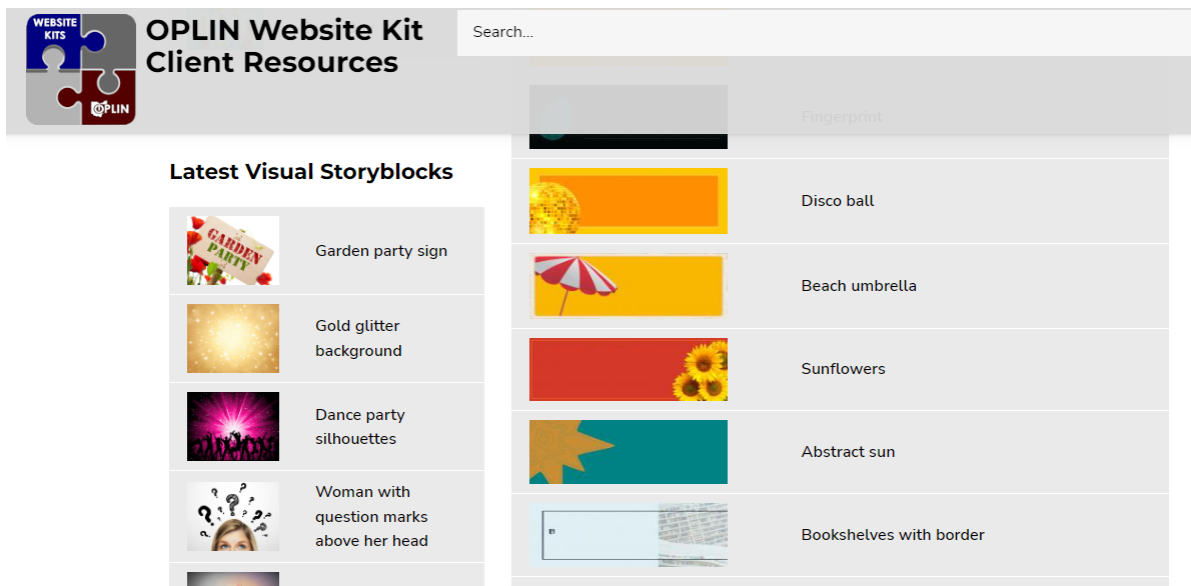 WEBSITE
KITS
OPLIN
OPLIN Website Kit
Client Resources
Search...
Latest Visual Storyblocks
GARDEN
PARTY
Garden party sign
Gold glitter
background
Dance party
silhouettes
Woman with
question marks
above her head
Fingerprint
Disco ball
Beach umbrella
Sunflowers
Abstract sun
Bookshelves with border